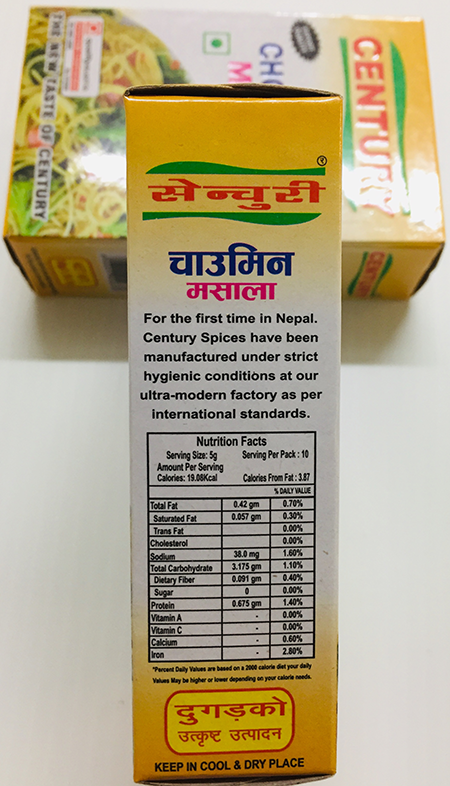 CENTURY
CHO
M
THE NEW TASTE OF CENTURY
CENTURY
®
सेन्चुरी
चाउमिन
मसाला
For the first time in Nepal.
Century Spices have been
manufactured under strict
hygienic conditions at our
ultra-modern factory as per
international standards.
Nutrition Facts
Serving Size: 5g Serving Per Pack : 10
Amount Per Serving
Calories: 19.08Kcal Calories From Fat : 3.87
% DAILY VALUE
Total Fat 0.42 gm 0.70%
Saturated Fat 0.057 gm 0.30%
Trans Fat 0.00%
Cholesterol 0.00%
Sodium 38.0 mg 1.60%
Total Carbohydrate 3.175 gm 1.10%
Dietary Fiber 0.091 gm 0.40%
Sugar 0 0.00%
Protein 0.675 gm 1.40%
Vitamin A - 0.00%
Vitamin C - 0.00%
Calcium - 0.60%
Iron - 2.80%
*Percent Daily Values are based on a 2000 calorie diet your daily
Values May be higher or lower depending on your calorie needs.
दुगड़को
उत्कृष्ट उत्पादन
KEEP IN COOL & DRY PLACE